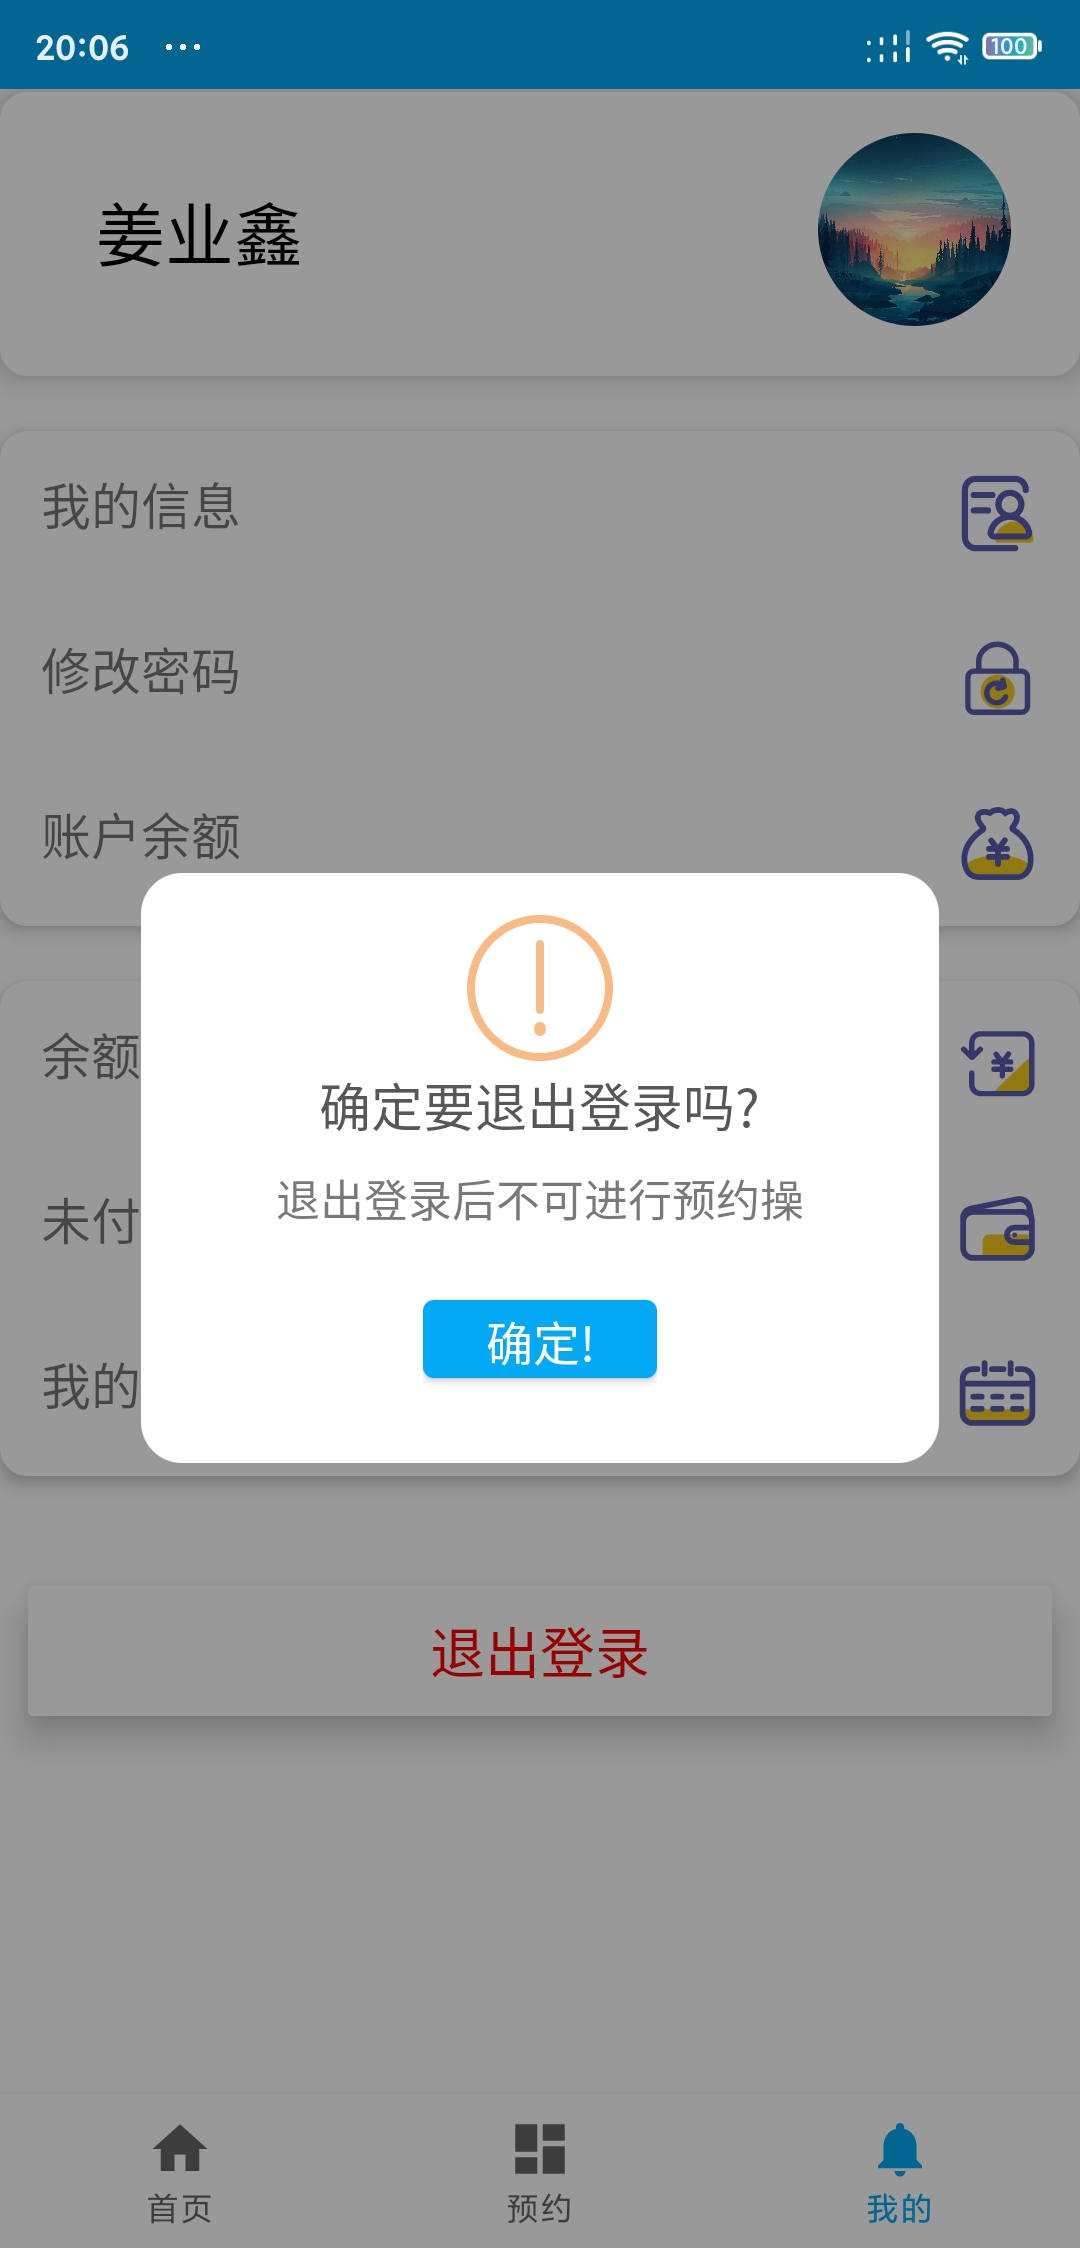 20:06 ...
100
姜业鑫
我的信息
修改密码
账户余额
余额
未付
我的
确定要退出登录吗?
退出登录后不可进行预约操
确定!
退出登录
首页
预约
我的